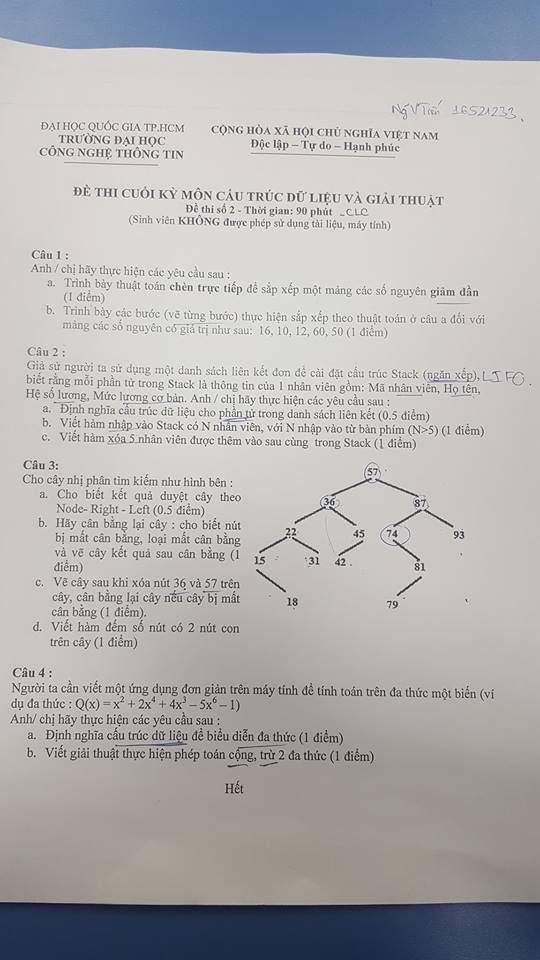 Ng~VTiến 16521233.
ĐẠI HỌC QUỐC GIA TP.HCM
TRƯỜNG ĐẠI HỌC
CÔNG NGHỆ THÔNG TIN
CỘNG HÒA XÃ HỘI CHỦ NGHĨA VIỆT NAM
Độc lập – Tự do – Hạnh phúc
ĐỀ THI CUỐI KỲ MÔN CẤU TRÚC DỮ LIỆU VÀ GIẢI THUẬT
Đề thi số 2 - Thời gian: 90 phút _CLC
(Sinh viên KHÔNG được phép sử dụng tài liệu, máy tính)
Câu 1 :
Anh / chị hãy thực hiện các yêu cầu sau :
a. Trình bày thuật toán chèn trực tiếp để sắp xếp một mảng các số nguyên giảm dần
(1 điểm)
b. Trình bày các bước (vẽ từng bước) thực hiện sắp xếp theo thuật toán ở câu a đối với
mảng các số nguyên có giá trị như sau: 16, 10, 12, 60, 50 (1 điểm)
Câu 2 :
Giả sử người ta sử dụng một danh sách liên kết đơn để cài đặt cấu trúc Stack (ngăn xếp), LIFO.
biết rằng mỗi phần tử trong Stack là thông tin của 1 nhân viên gồm: Mã nhân viên, Họ tên,
Hệ số lương, Mức lương cơ bản. Anh / chị hãy thực hiện các yêu cầu sau :
a. Định nghĩa cấu trúc dữ liệu cho phần tử trong danh sách liên kết (0.5 điểm)
b. Viết hàm nhập vào Stack có N nhân viên, với N nhập vào từ bàn phím (N>5) (1 điểm)
c. Viết hàm xóa 5 nhân viên được thêm vào sau cùng trong Stack (1 điểm)
Câu 3:
Cho cây nhị phân tìm kiếm như hình bên :
a. Cho biết kết quả duyệt cây theo
Node- Right - Left (0.5 điểm)
b. Hãy cân bằng lại cây : cho biết nút
bị mất cân bằng, loại mất cân bằng
và vẽ cây kết quả sau cân bằng (1
điểm)
c. Vẽ cây sau khi xóa nút 36 và 57 trên
cây, cân bằng lại cây nếu cây bị mất
cân bằng (1 điểm).
d. Viết hàm đếm số nút có 2 nút con
trên cây (1 điểm)
57
36 87
22 45 74 93
15 31 42 81
18 79
Câu 4 :
Người ta cần viết một ứng dụng đơn giản trên máy tính để tính toán trên đa thức một biến (ví
dụ đa thức : Q(x) = x² + 2x⁴ + 4x³ – 5x⁶ – 1)
Anh/ chị hãy thực hiện các yêu cầu sau :
a. Định nghĩa cấu trúc dữ liệu để biểu diễn đa thức (1 điểm)
b. Viết giải thuật thực hiện phép toán cộng, trừ 2 đa thức (1 điểm)
Hết